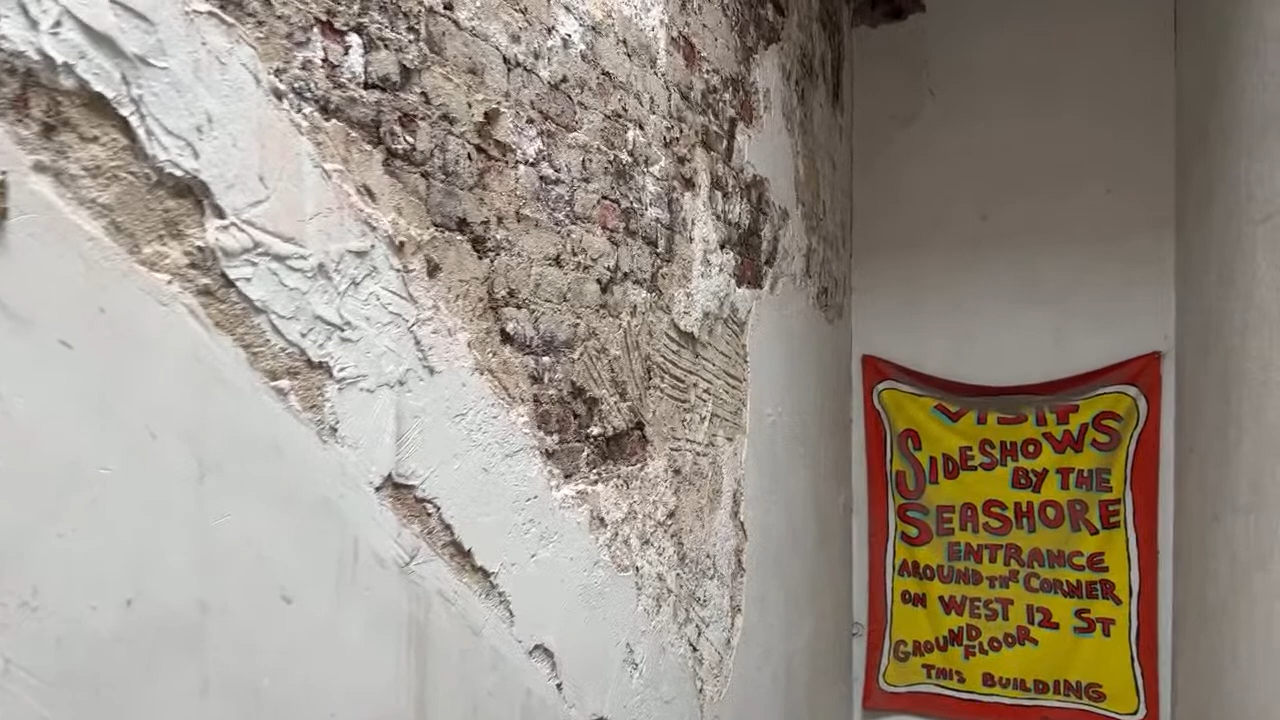 VISIT
SIDESHOWS
BY THE
SEASHORE
ENTRANCE
AROUND THE CORNER
ON WEST 12 ST
GROUND FLOOR
THIS BUILDING